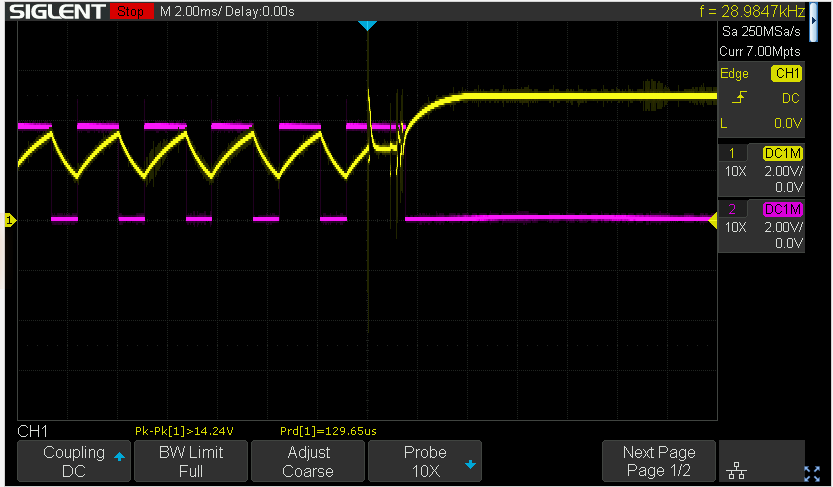 SIGLENT Stop M 2.00ms/ Delay:0.00s f = 28.9847kHz
Sa 250MSa/s
Curr 7.00Mpts
Edge CH1
DC
L 0.0V
1 DC1M
10X 2.00V/
0.0V
2 DC1M
10X 2.00V/
0.0V
1
CH1 Pk-Pk[1]>14.24V Prd[1]=129.65us
Coupling
DC
BW Limit
Full
Adjust
Coarse
Probe
10X
Next Page
Page 1/2